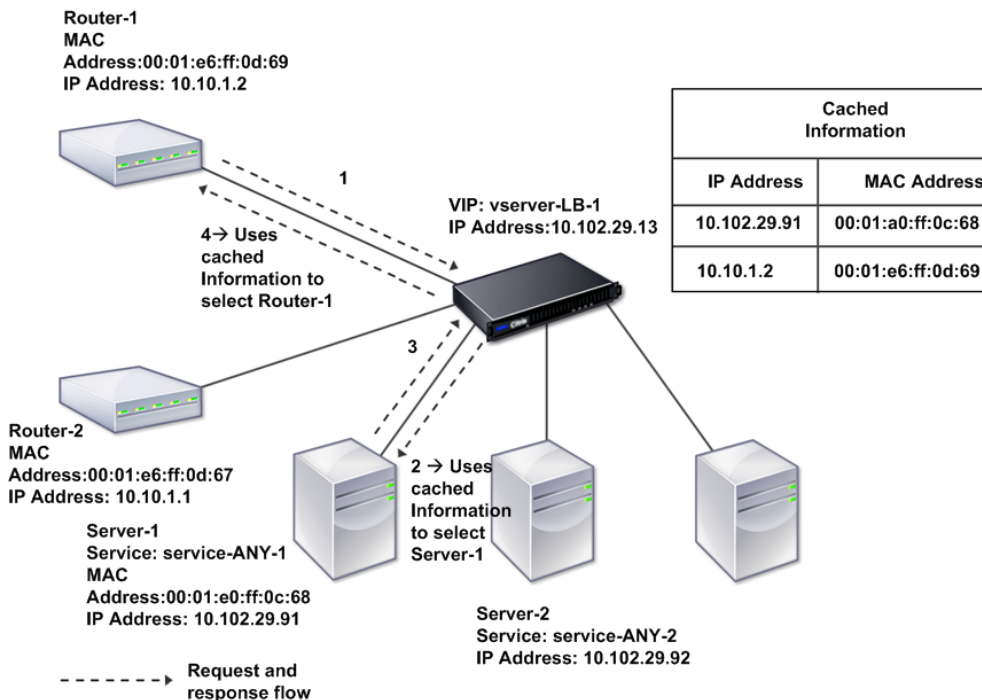 Router-1
MAC
Address:00:01:e6:ff:0d:69
IP Address: 10.10.1.2
Cached
Information
IP Address MAC Address
10.102.29.91 00:01:a0:ff:0c:68
10.10.1.2 00:01:e6:ff:0d:69
1
VIP: vserver-LB-1
IP Address:10.102.29.13
4→ Uses
cached
Information to
select Router-1
3
Router-2
MAC
Address:00:01:e6:ff:0d:67
IP Address: 10.10.1.1
2 → Uses
cached
Information
to select
Server-1
Server-1
Service: service-ANY-1
MAC
Address:00:01:e0:ff:0c:68
IP Address: 10.102.29.91
Server-2
Service: service-ANY-2
IP Address: 10.102.29.92
Request and
response flow